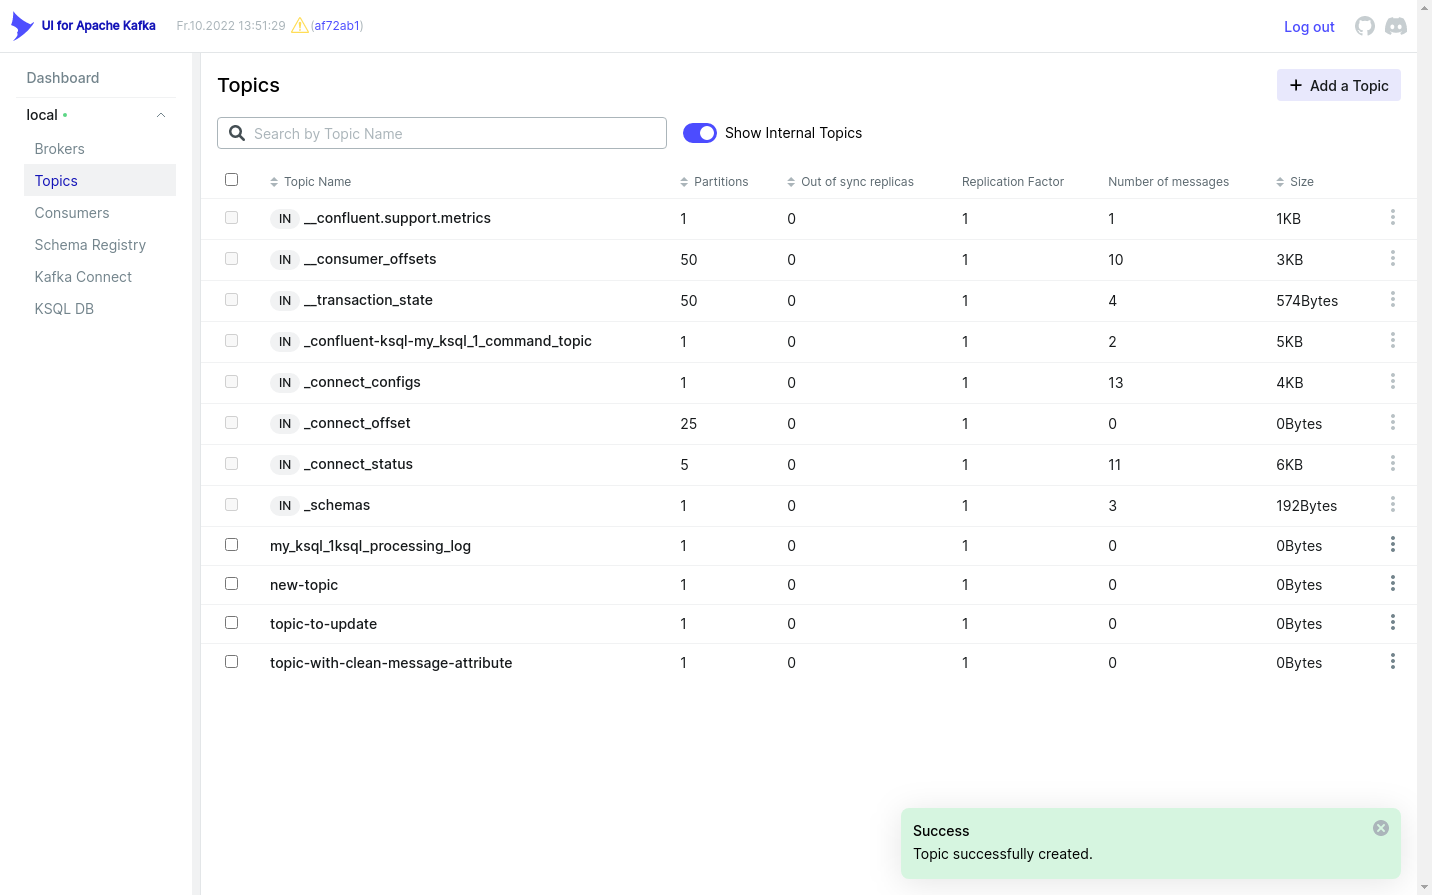 UI for Apache Kafka Fr.10.2022 13:51:29 (af72ab1) Log out
Dashboard
local
Brokers
Topics
Consumers
Schema Registry
Kafka Connect
KSQL DB
Topics
Add a Topic
Search by Topic Name
Show Internal Topics
Topic Name Partitions Out of sync replicas Replication Factor Number of messages Size
IN __confluent.support.metrics 1 0 1 1 1KB
IN __consumer_offsets 50 0 1 10 3KB
IN __transaction_state 50 0 1 4 574Bytes
IN _confluent-ksql-my_ksql_1_command_topic 1 0 1 2 5KB
IN _connect_configs 1 0 1 13 4KB
IN _connect_offset 25 0 1 0 0Bytes
IN _connect_status 5 0 1 11 6KB
IN _schemas 1 0 1 3 192Bytes
my_ksql_1ksql_processing_log 1 0 1 0 0Bytes
new-topic 1 0 1 0 0Bytes
topic-to-update 1 0 1 0 0Bytes
topic-with-clean-message-attribute 1 0 1 0 0Bytes
Success
Topic successfully created.